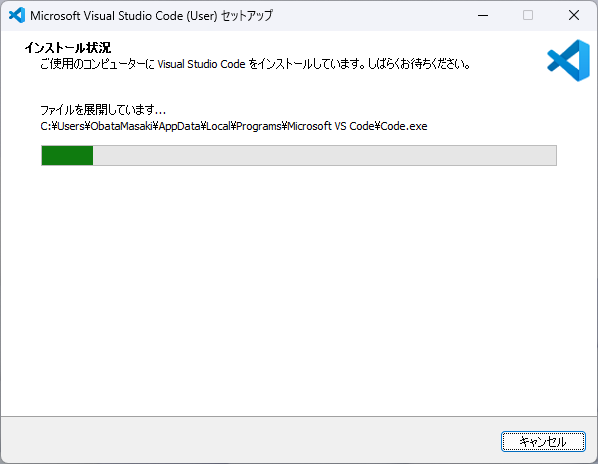 Microsoft Visual Studio Code (User) セットアップ
インストール状況
ご使用のコンピューターに Visual Studio Code をインストールしています。しばらくお待ちください。
ファイルを展開しています...
C:¥Users¥ObataMasaki¥AppData¥Local¥Programs¥Microsoft VS Code¥Code.exe
キャンセル